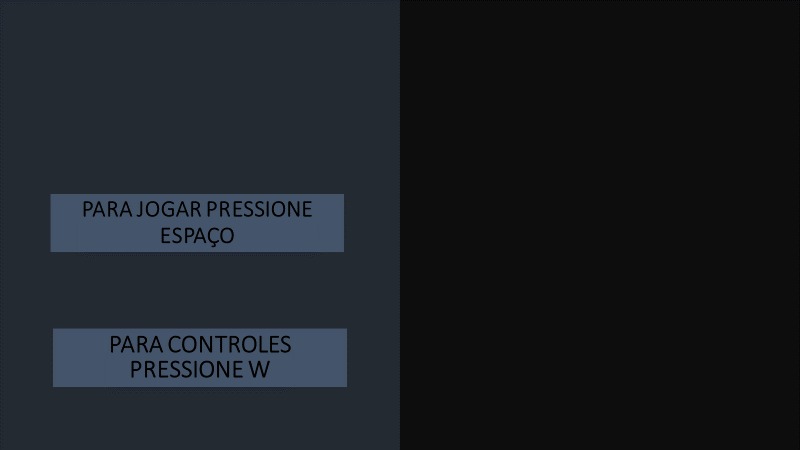 PARA JOGAR PRESSIONE
ESPAÇO
PARA CONTROLES
PRESSIONE W